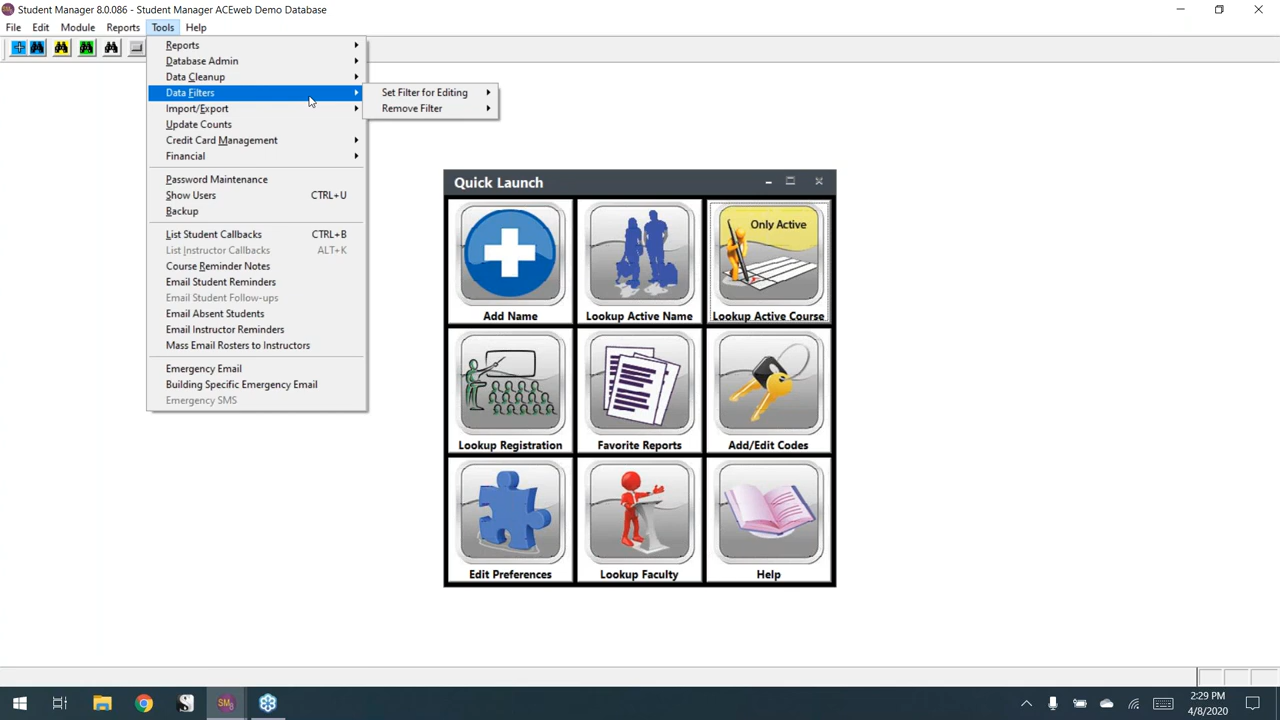 Student Manager 8.0.086 - Student Manager ACEweb Demo Database
File Edit Module Reports Tools Help
Reports
Database Admin
Data Cleanup
Data Filters
Import/Export
Update Counts
Credit Card Management
Financial
Password Maintenance
Show Users CTRL+U
Backup
List Student Callbacks CTRL+B
List Instructor Callbacks ALT+K
Course Reminder Notes
Email Student Reminders
Email Student Follow-ups
Email Absent Students
Email Instructor Reminders
Mass Email Rosters to Instructors
Emergency Email
Building Specific Emergency Email
Emergency SMS
Set Filter for Editing
Remove Filter
Quick Launch
Only Active
Add Name Lookup Active Name Lookup Active Course
Lookup Registration Favorite Reports Add/Edit Codes
Edit Preferences Lookup Faculty Help
S SM8
2:29 PM
4/8/2020